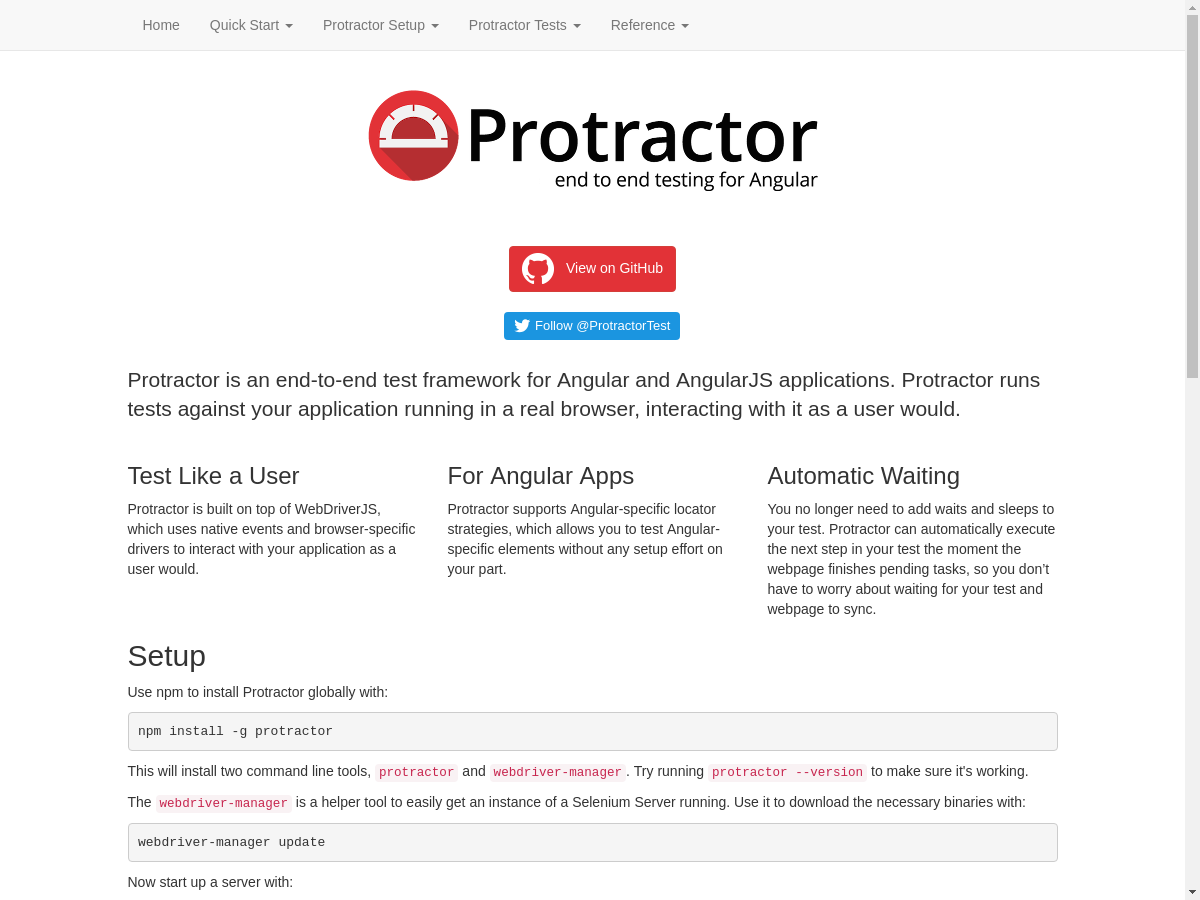 Home Quick Start Protractor Setup Protractor Tests Reference
Protractor
end to end testing for Angular
View on GitHub
Follow @ProtractorTest
Protractor is an end-to-end test framework for Angular and AngularJS applications. Protractor runs
tests against your application running in a real browser, interacting with it as a user would.
Test Like a User
Protractor is built on top of WebDriverJS,
which uses native events and browser-specific
drivers to interact with your application as a
user would.
For Angular Apps
Protractor supports Angular-specific locator
strategies, which allows you to test Angular-
specific elements without any setup effort on
your part.
Automatic Waiting
You no longer need to add waits and sleeps to
your test. Protractor can automatically execute
the next step in your test the moment the
webpage finishes pending tasks, so you don’t
have to worry about waiting for your test and
webpage to sync.
Setup
Use npm to install Protractor globally with:
npm install -g protractor
This will install two command line tools, protractor and webdriver-manager. Try running protractor --version to make sure it's working.
The webdriver-manager is a helper tool to easily get an instance of a Selenium Server running. Use it to download the necessary binaries with:
webdriver-manager update
Now start up a server with: